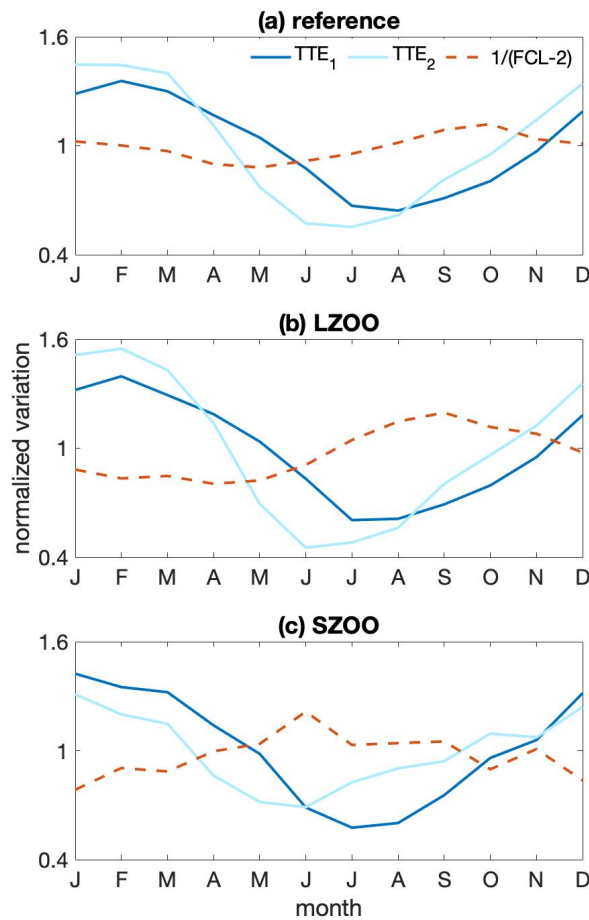 (a) reference
1.6
TTE1 TTE2 1/(FCL-2)
1
0.4
J F M A M J J A S O N D
(b) LZOO
1.6
normalized variation
1
0.4
J F M A M J J A S O N D
(c) SZOO
1.6
1
0.4
J F M A M J J A S O N D
month